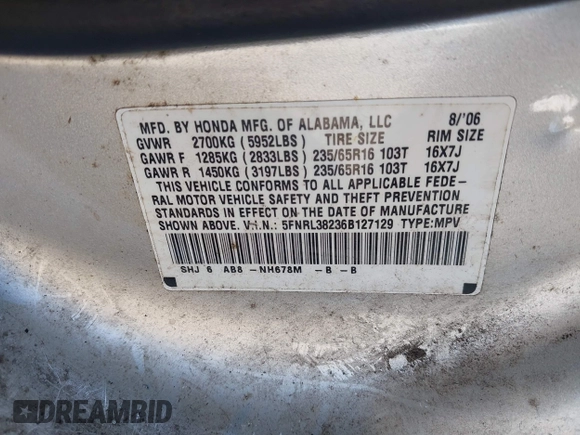 MFD. BY HONDA MFG. OF ALABAMA, LLC 8/'06
GVWR 2700KG (5952LBS) TIRE SIZE RIM SIZE
GAWR F 1285KG (2833LBS) 235/65R16 103T 16X7J
GAWR R 1450KG (3197LBS) 235/65R16 103T 16X7J
THIS VEHICLE CONFORMS TO ALL APPLICABLE FEDE-
RAL MOTOR VEHICLE SAFETY AND THEFT PREVENTION
STANDARDS IN EFFECT ON THE DATE OF MANUFACTURE
SHOWN ABOVE. V.I.N.: 5FNRL38236B127129 TYPE:MPV
SHJ 6 AB8 -NH678M -B -B
DREAMBID